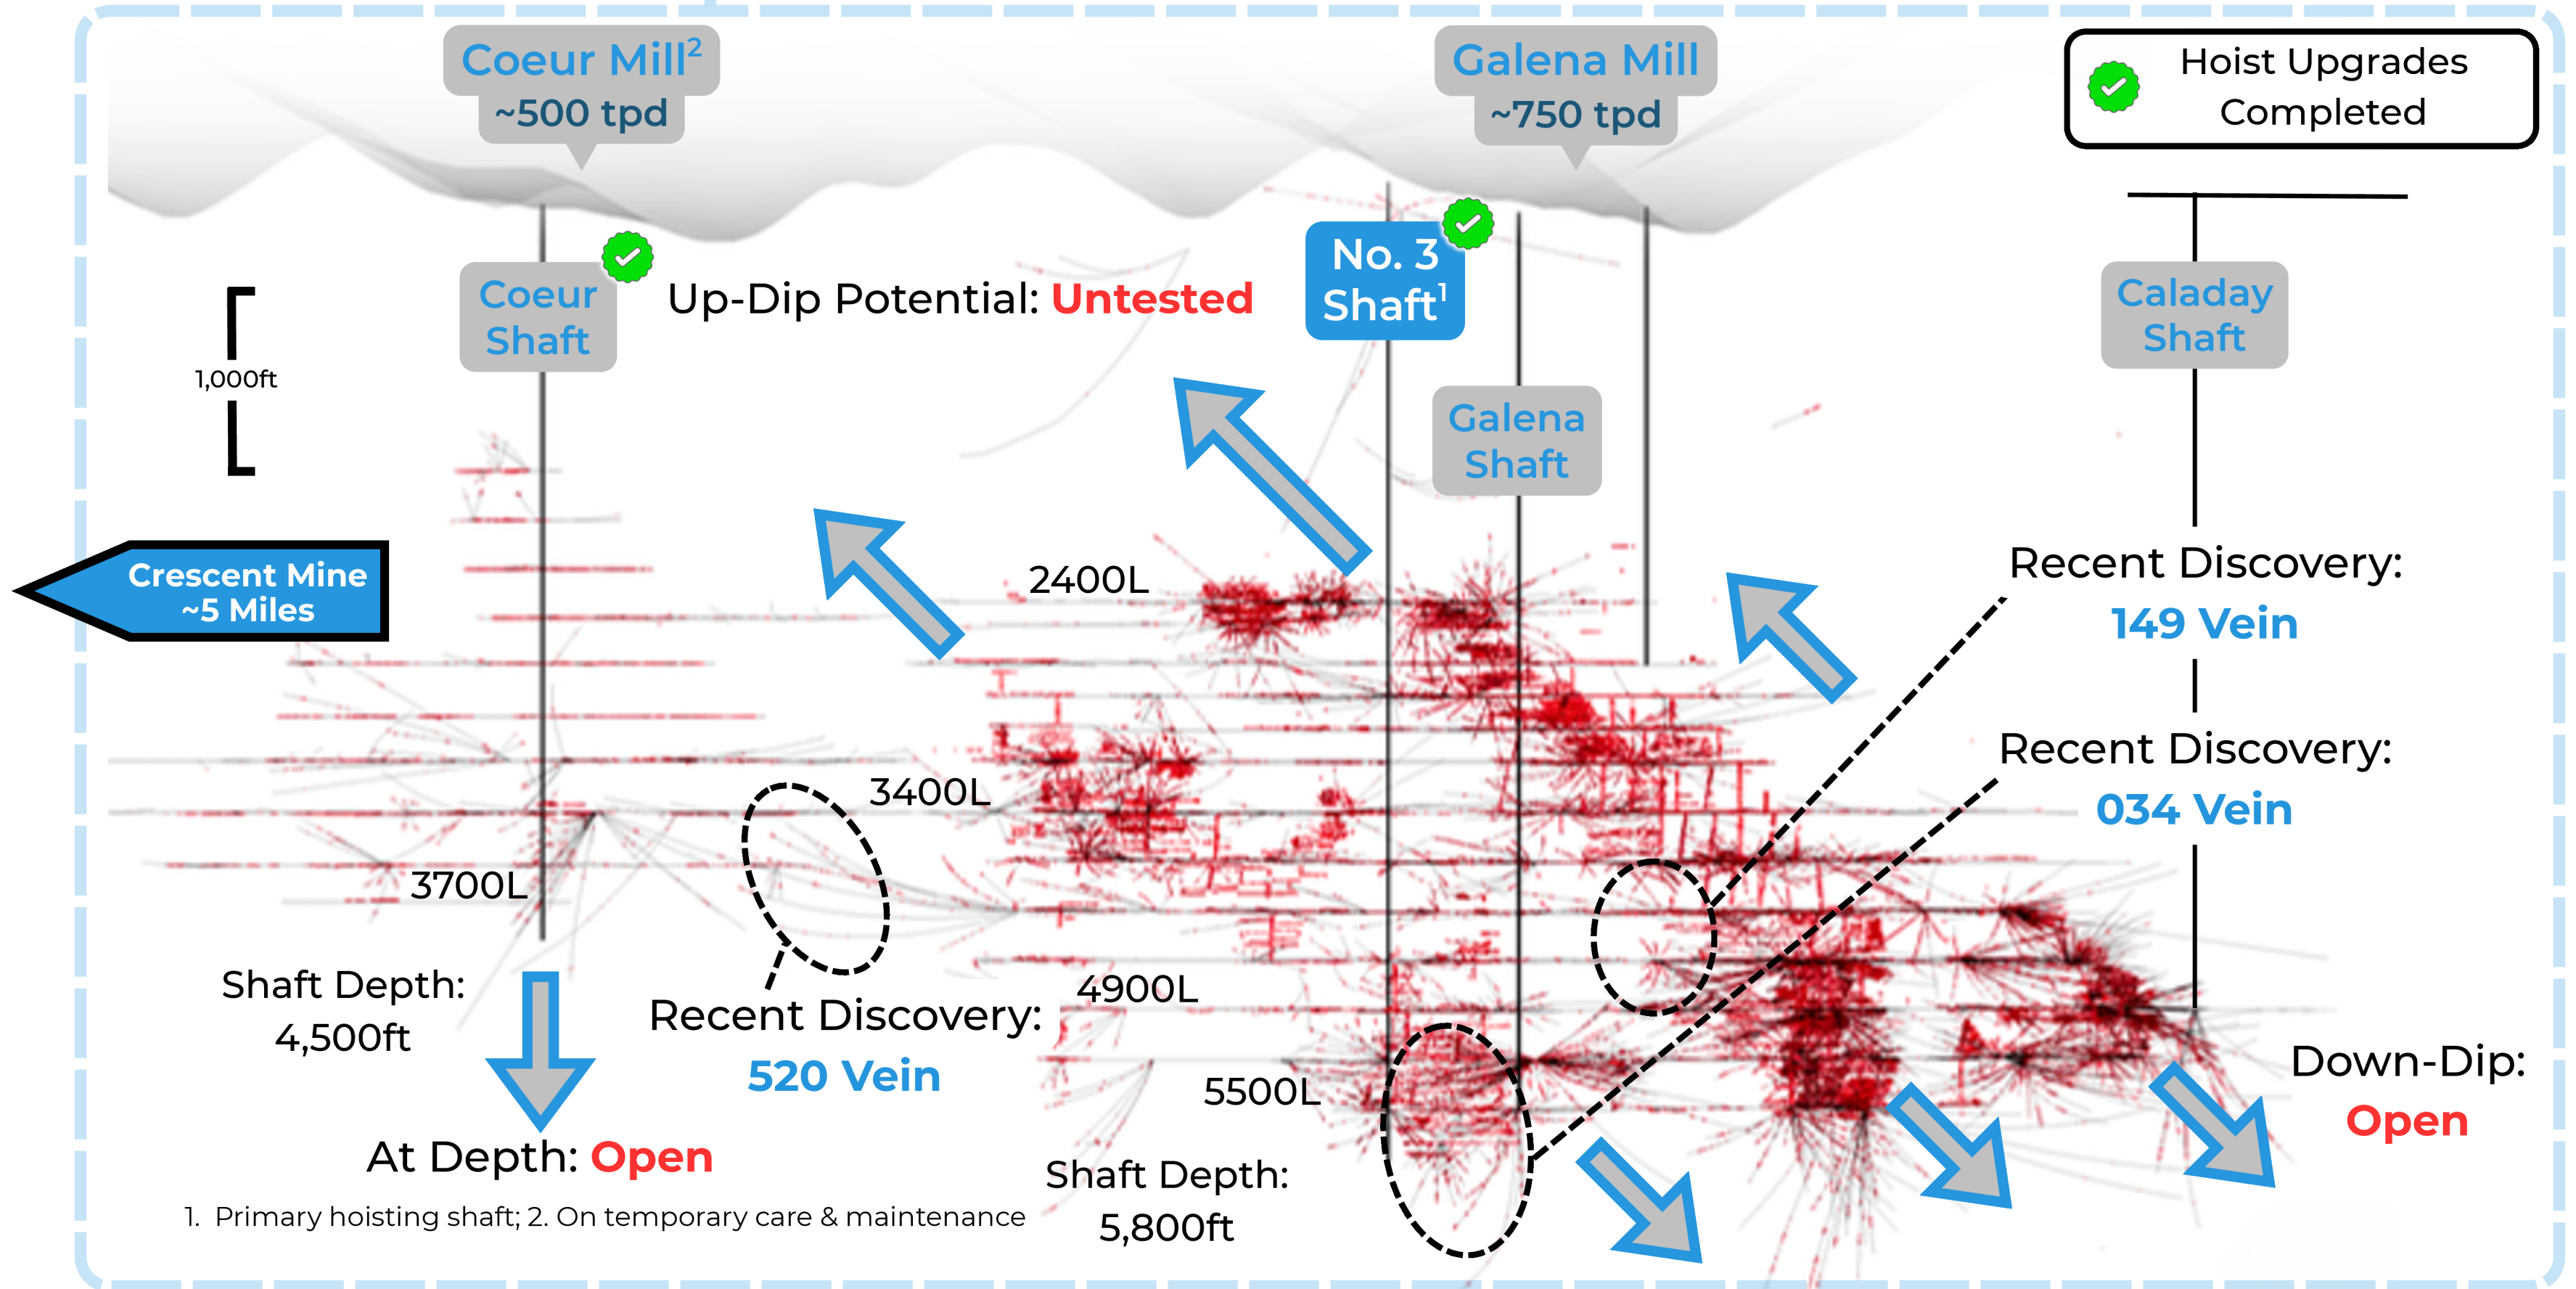 Coeur Mill²
~500 tpd
Galena Mill
~750 tpd
Hoist Upgrades
Completed
Coeur
Shaft
Up-Dip Potential: Untested
No. 3
Shaft¹
Caladay
Shaft
1,000ft
Galena
Shaft
Crescent Mine
~5 Miles
2400L
Recent Discovery:
149 Vein
Recent Discovery:
034 Vein
3400L
3700L
Shaft Depth:
4,500ft
4900L
Recent Discovery:
520 Vein
5500L
Down-Dip:
Open
At Depth: Open
Shaft Depth:
5,800ft
1. Primary hoisting shaft; 2. On temporary care & maintenance